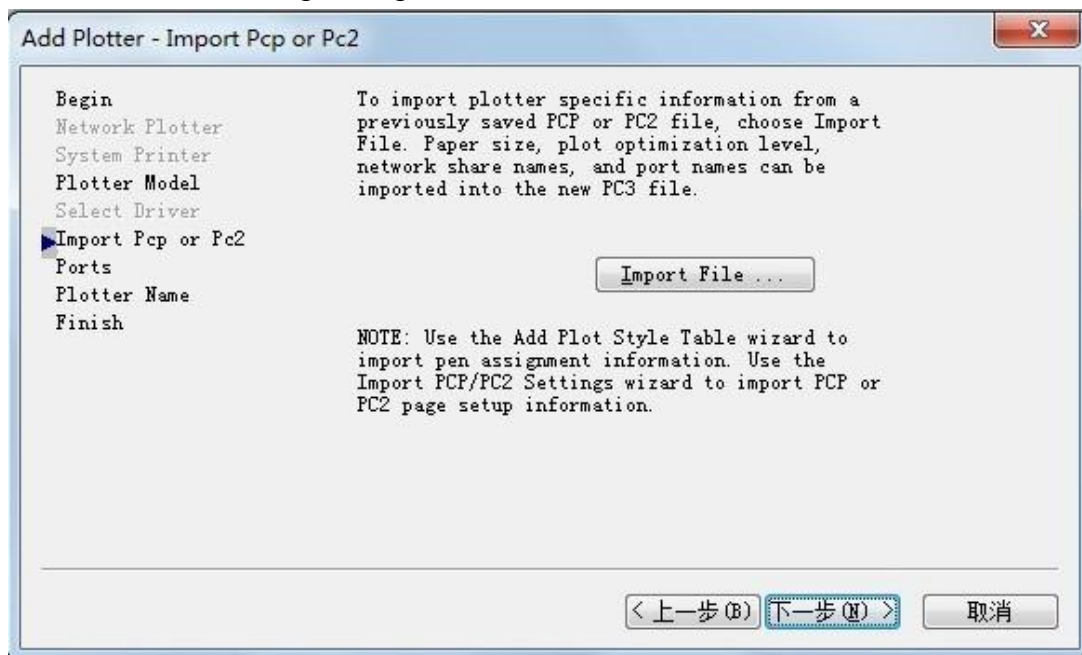 Add Plotter - Import Pcp or Pc2
Begin
Network Plotter
System Printer
Plotter Model
Select Driver
Import Pcp or Pc2
Ports
Plotter Name
Finish
To import plotter specific information from a
previously saved PCP or PC2 file, choose Import
File. Paper size, plot optimization level,
network share names, and port names can be
imported into the new PC3 file.
Import File ...
NOTE: Use the Add Plot Style Table wizard to
import pen assignment information. Use the
Import PCP/PC2 Settings wizard to import PCP or
PC2 page setup information.
< 上一步(B) 下一步(N) > 取消